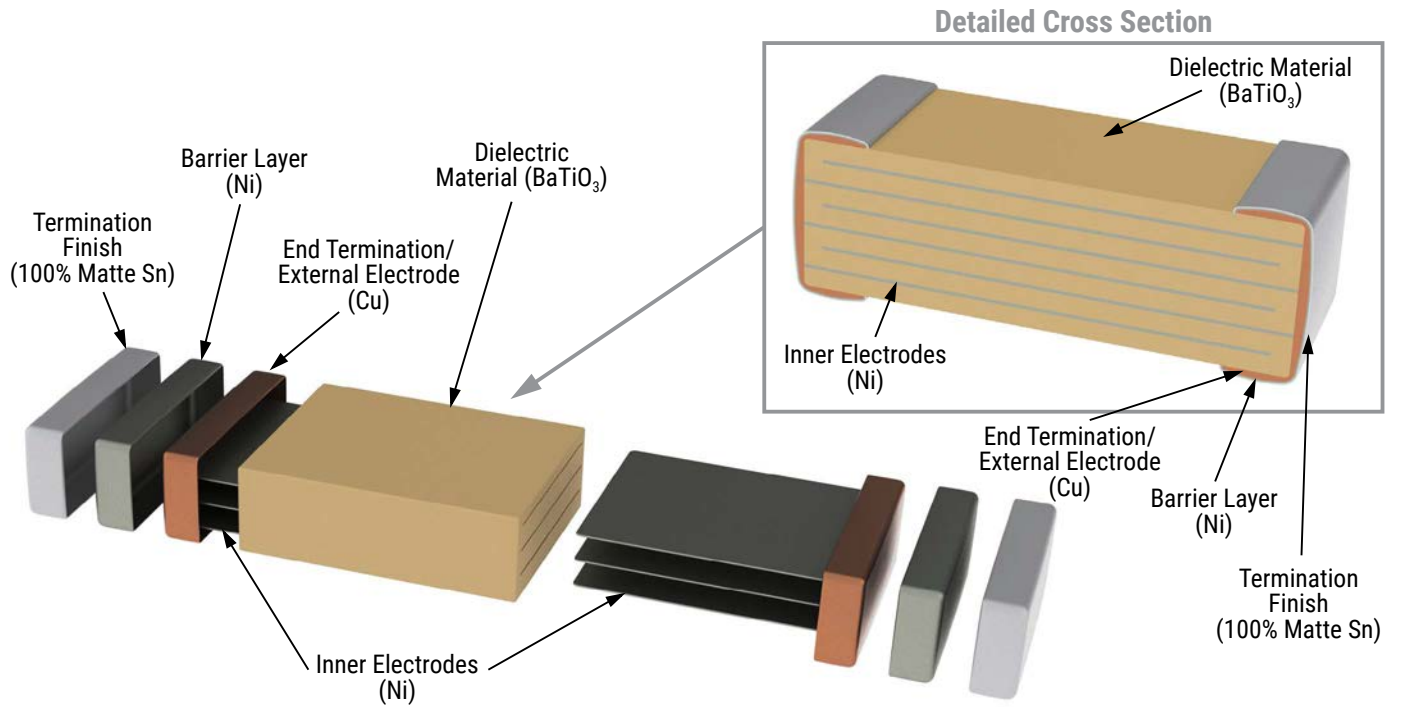 Detailed Cross Section
Dielectric Material
(BaTiO₃)
Inner Electrodes
(Ni)
End Termination/
External Electrode
(Cu)
Barrier Layer
(Ni)
Termination
Finish
(100% Matte Sn)
Termination
Finish
(100% Matte Sn)
Barrier Layer
(Ni)
End Termination/
External Electrode
(Cu)
Dielectric
Material (BaTiO₃)
Inner Electrodes
(Ni)